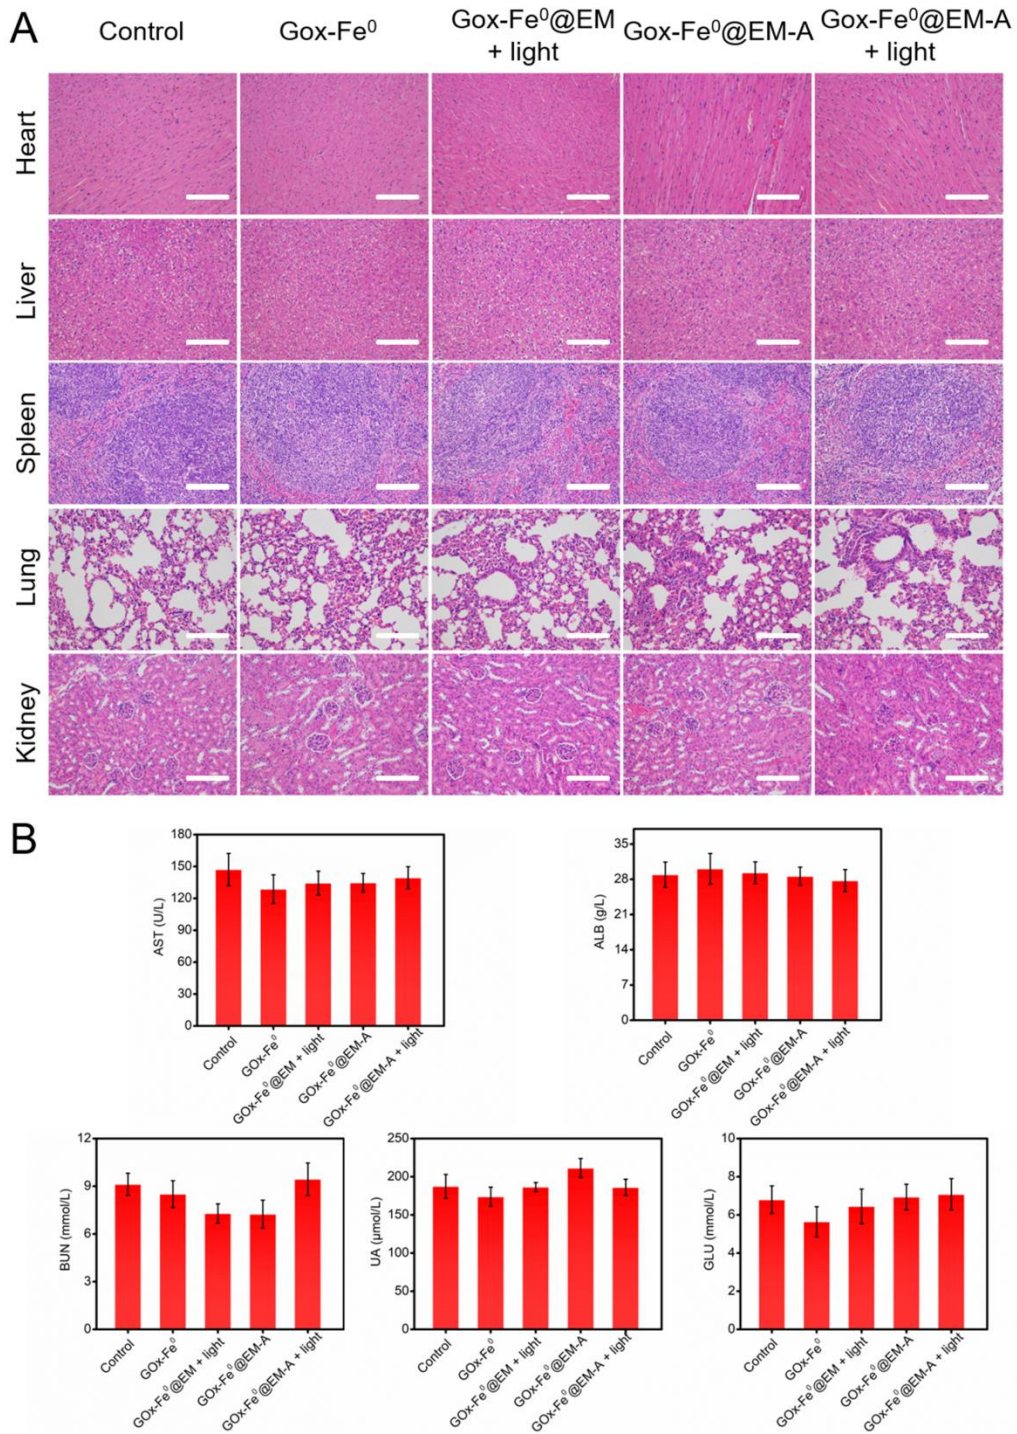 A
Control
Gox-Fe⁰
Gox-Fe⁰@EM
+ light
Gox-Fe⁰@EM-A
Gox-Fe⁰@EM-A
+ light
Heart
Liver
Spleen
Lung
Kidney
B
180
150
120
90
60
30
0
AST (U/L)
Control
GOx-Fe⁰
GOx-Fe⁰@EM + light
GOx-Fe⁰@EM-A
GOx-Fe⁰@EM-A + light
35
28
21
14
7
0
ALB (g/L)
Control
GOx-Fe⁰
GOx-Fe⁰@EM + light
GOx-Fe⁰@EM-A
GOx-Fe⁰@EM-A + light
12
9
6
3
0
BUN (mmol/L)
Control
GOx-Fe⁰
GOx-Fe⁰@EM + light
GOx-Fe⁰@EM-A
GOx-Fe⁰@EM-A + light
250
200
150
100
50
0
UA (μmol/L)
Control
GOx-Fe⁰
GOx-Fe⁰@EM + light
GOx-Fe⁰@EM-A
GOx-Fe⁰@EM-A + light
10
8
6
4
2
0
GLU (mmol/L)
Control
GOx-Fe⁰
GOx-Fe⁰@EM + light
GOx-Fe⁰@EM-A
GOx-Fe⁰@EM-A + light